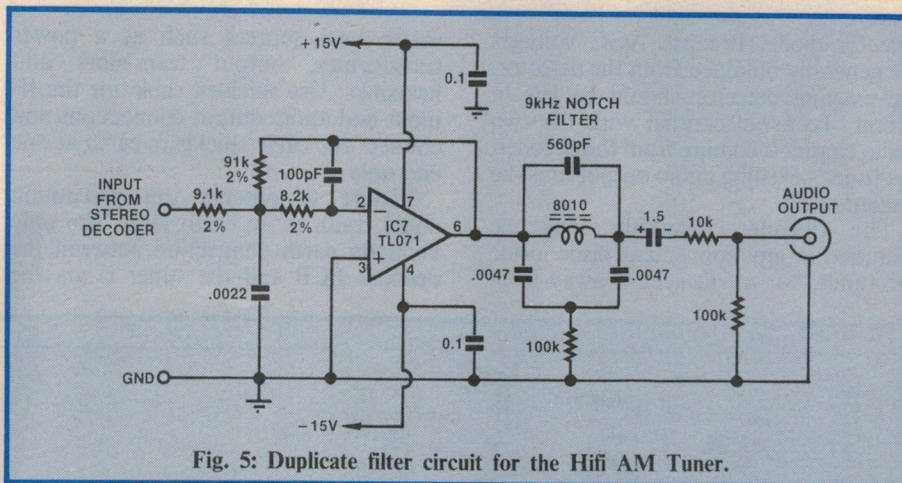 +15V
0.1
9kHz NOTCH
FILTER
560pF
91k
2%
100pF
INPUT
FROM
STEREO
DECODER
9.1k
2%
8.2k
2%
2
7
IC7
TL071
6
3
4
8010
1.5
+
10k
AUDIO
OUTPUT
.0047
.0047
.0022
0.1
100k
100k
GND
−15V
Fig. 5: Duplicate filter circuit for the Hifi AM Tuner.